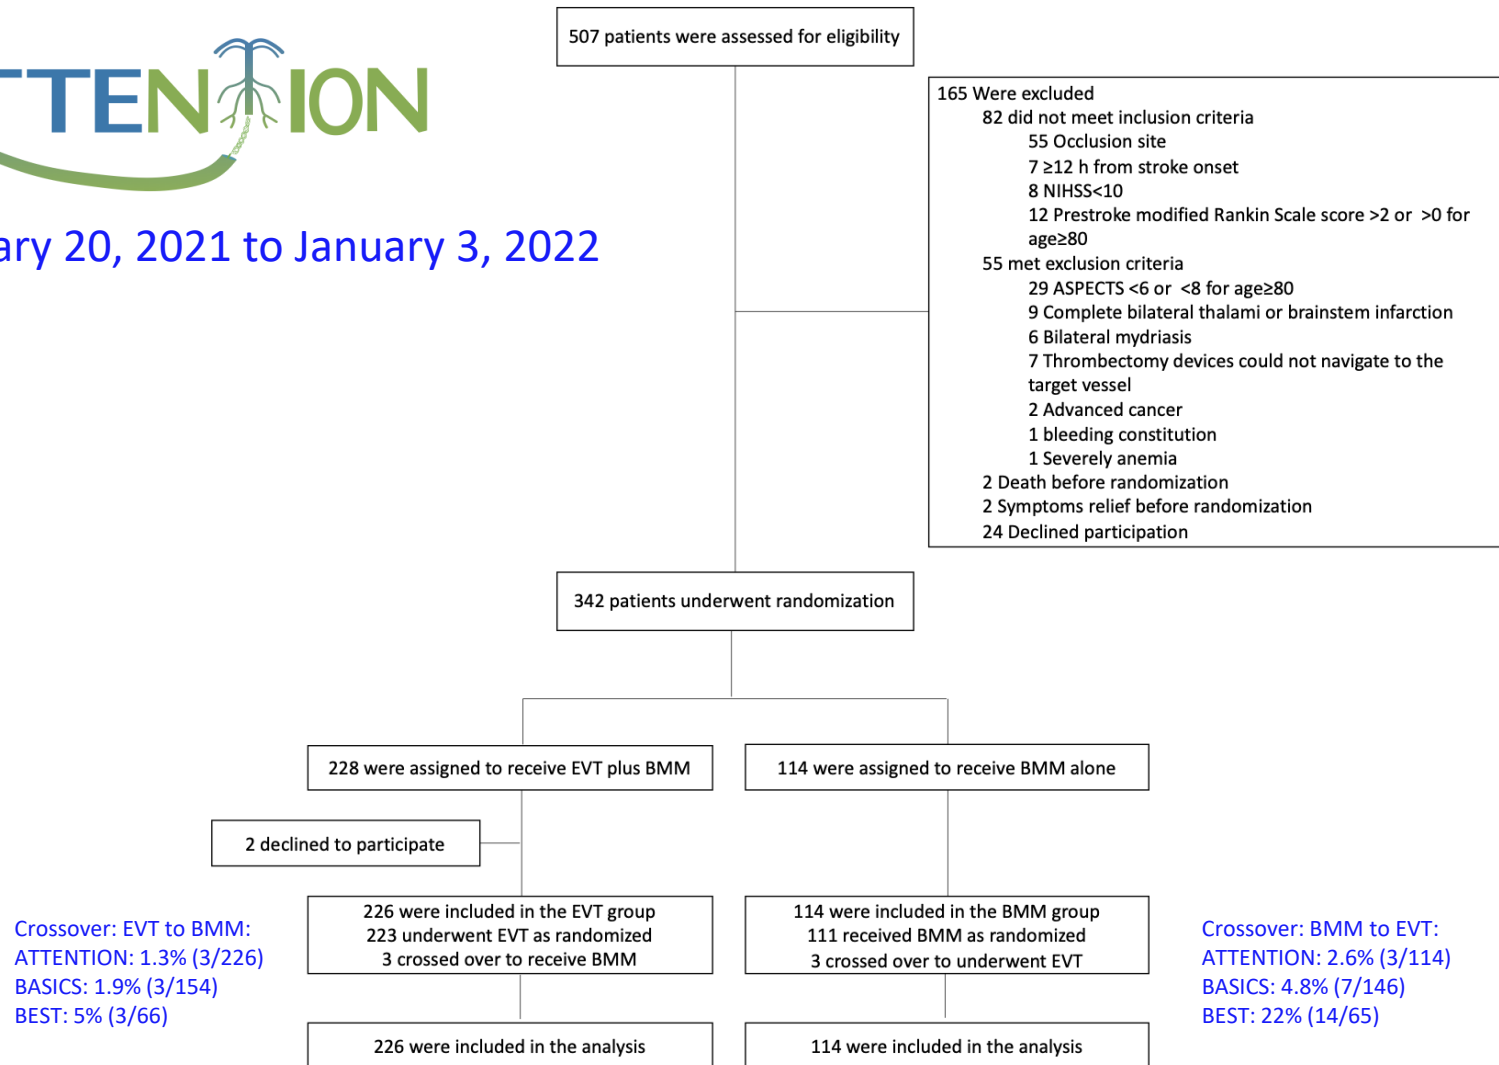 TTENTION
ary 20, 2021 to January 3, 2022
507 patients were assessed for eligibility
165 Were excluded
82 did not meet inclusion criteria
55 Occlusion site
7 ≥12 h from stroke onset
8 NIHSS<10
12 Prestroke modified Rankin Scale score >2 or >0 for
age≥80
55 met exclusion criteria
29 ASPECTS <6 or <8 for age≥80
9 Complete bilateral thalami or brainstem infarction
6 Bilateral mydriasis
7 Thrombectomy devices could not navigate to the
target vessel
2 Advanced cancer
1 bleeding constitution
1 Severely anemia
2 Death before randomization
2 Symptoms relief before randomization
24 Declined participation
342 patients underwent randomization
228 were assigned to receive EVT plus BMM
114 were assigned to receive BMM alone
2 declined to participate
226 were included in the EVT group
223 underwent EVT as randomized
3 crossed over to receive BMM
114 were included in the BMM group
111 received BMM as randomized
3 crossed over to underwent EVT
Crossover: EVT to BMM:
ATTENTION: 1.3% (3/226)
BASICS: 1.9% (3/154)
BEST: 5% (3/66)
Crossover: BMM to EVT:
ATTENTION: 2.6% (3/114)
BASICS: 4.8% (7/146)
BEST: 22% (14/65)
226 were included in the analysis
114 were included in the analysis